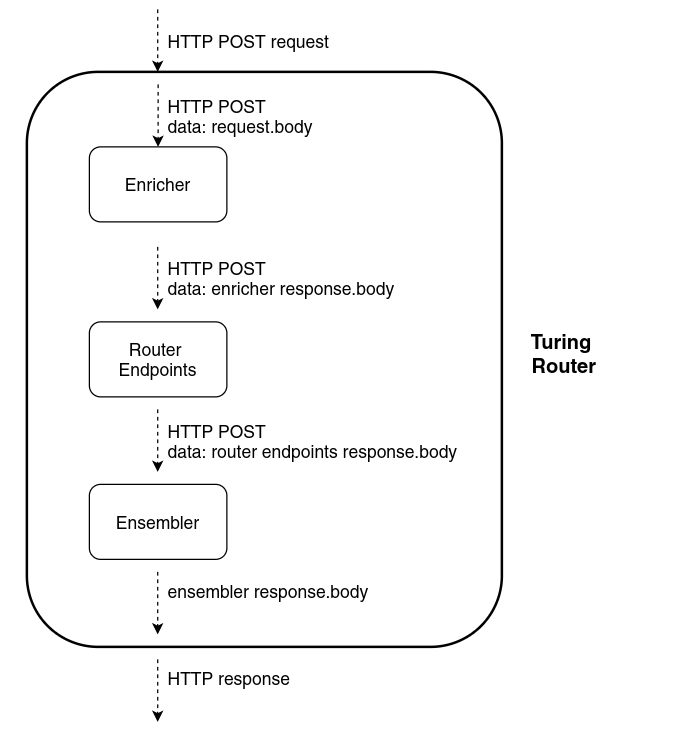 HTTP POST request
HTTP POST
data: request.body
Enricher
HTTP POST
data: enricher response.body
Router
Endpoints
Turing
Router
HTTP POST
data: router endpoints response.body
Ensembler
ensembler response.body
HTTP response